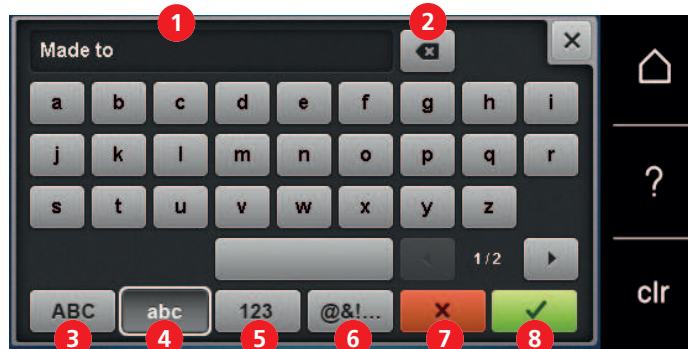 1 2
Made to
a b c d e f g h i
j k l m n o p q r
?
s t u v w x y z
1/2
clr
ABC abc 123 @&!...
3 4 5 6 7 8